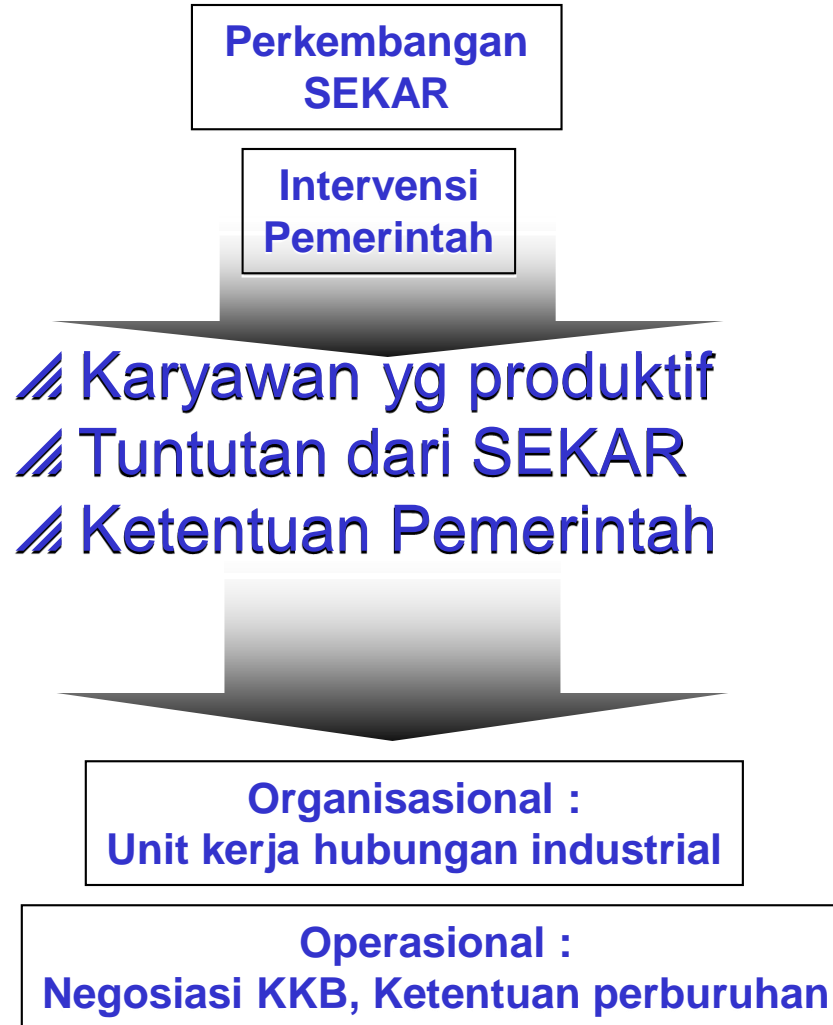 Perkembangan
SEKAR
Intervensi
Pemerintah
Karyawan yg produktif
Tuntutan dari SEKAR
Ketentuan Pemerintah
Organisasional :
Unit kerja hubungan industrial
Operasional :
Negosiasi KKB, Ketentuan perburuhan